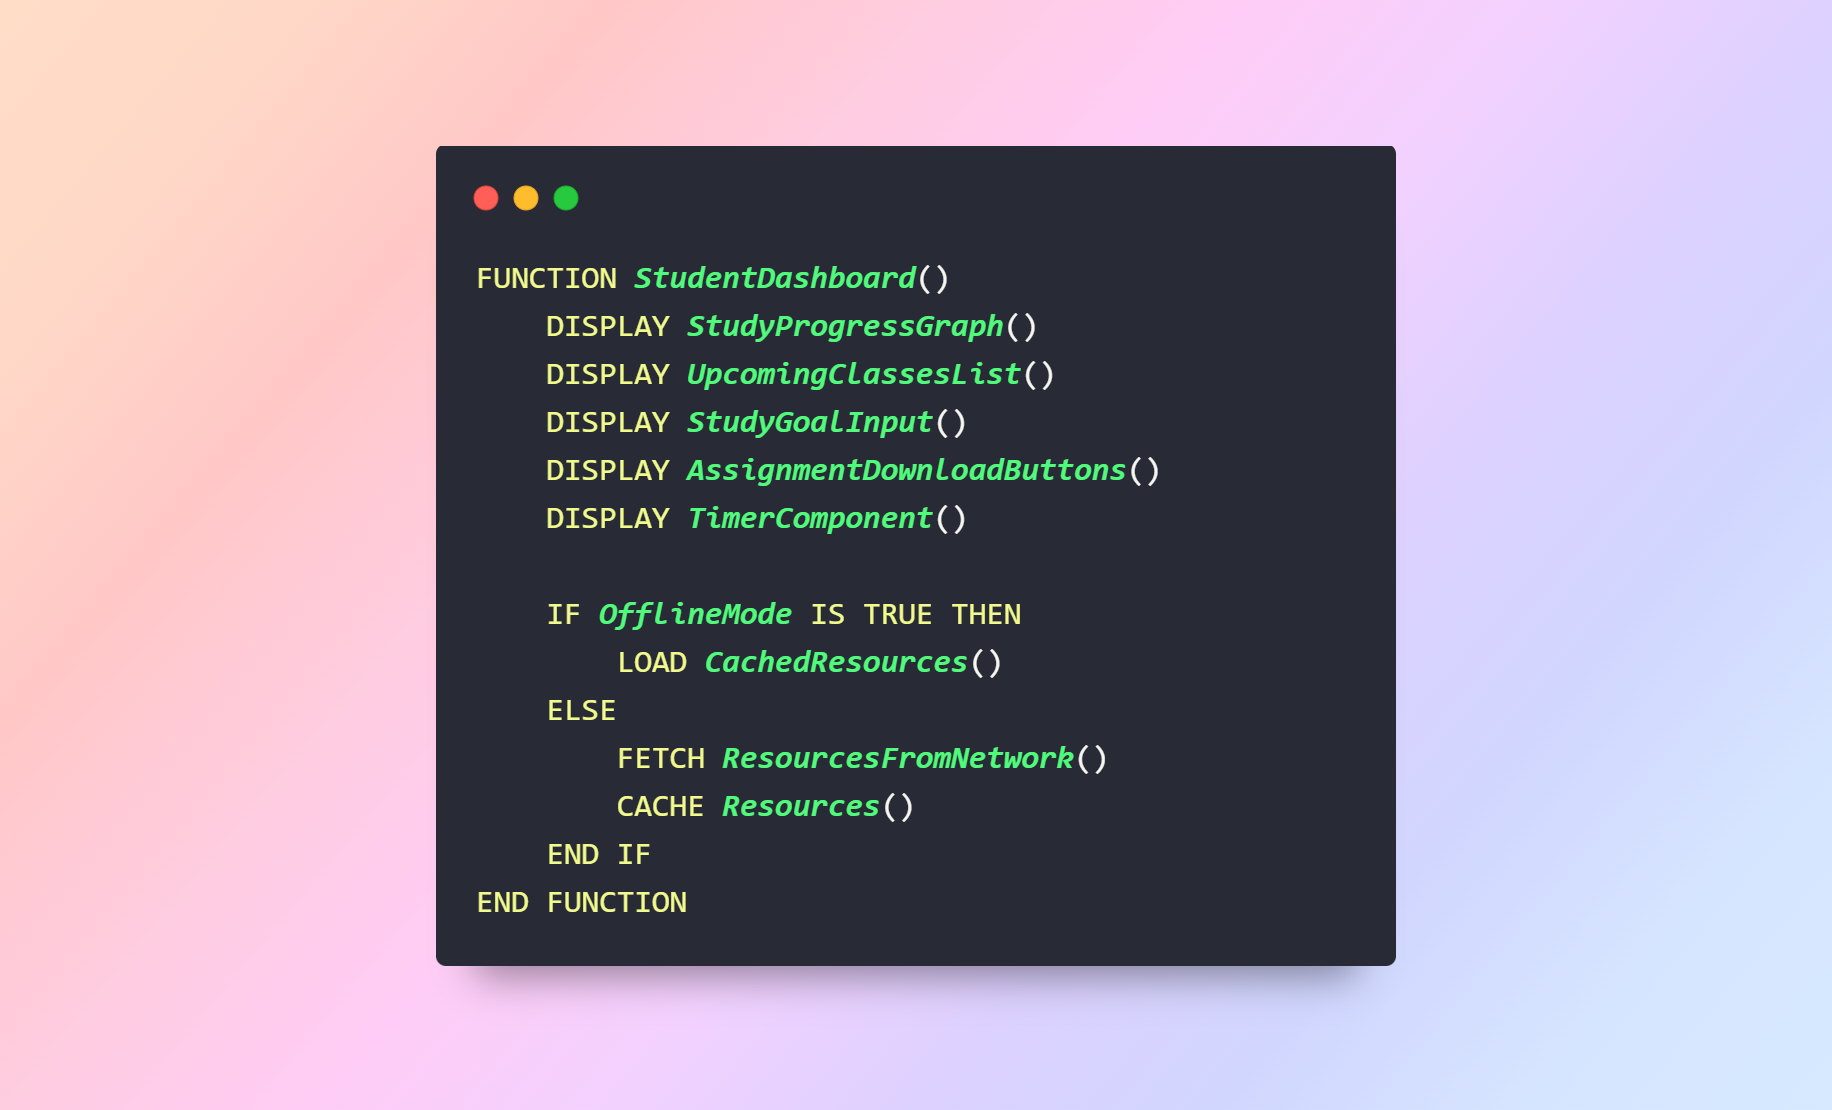 FUNCTION StudentDashboard()
    DISPLAY StudyProgressGraph()
    DISPLAY UpcomingClassesList()
    DISPLAY StudyGoalInput()
    DISPLAY AssignmentDownloadButtons()
    DISPLAY TimerComponent()

    IF OfflineMode IS TRUE THEN
        LOAD CachedResources()
    ELSE
        FETCH ResourcesFromNetwork()
        CACHE Resources()
    END IF
END FUNCTION